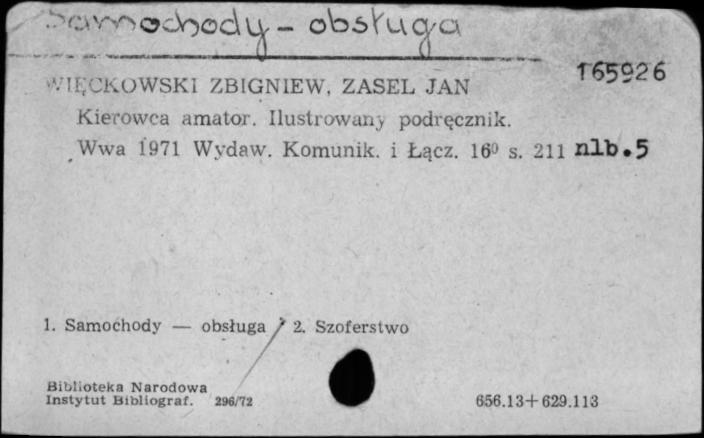 Samochody - obsługa
165926
WIĘCKOWSKI ZBIGNIEW, ZASEL JAN
Kierowca amator. Ilustrowany podręcznik.
Wwa 1971 Wydaw. Komunik. i Łącz. 16⁰ s. 211 nlb.5
1. Samochody — obsługa 2. Szoferstwo
Biblioteka Narodowa
Instytut Bibliograf. 296/72
656.13+629.113